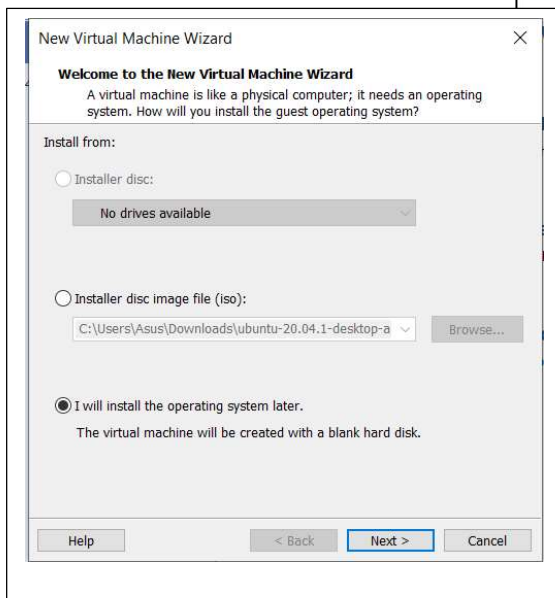 New Virtual Machine Wizard
Welcome to the New Virtual Machine Wizard
A virtual machine is like a physical computer; it needs an operating
system. How will you install the guest operating system?
Install from:
Installer disc:
No drives available
Installer disc image file (iso):
C:\Users\Asus\Downloads\ubuntu-20.04.1-desktop-a
Browse...
I will install the operating system later.
The virtual machine will be created with a blank hard disk.
Help
< Back
Next >
Cancel